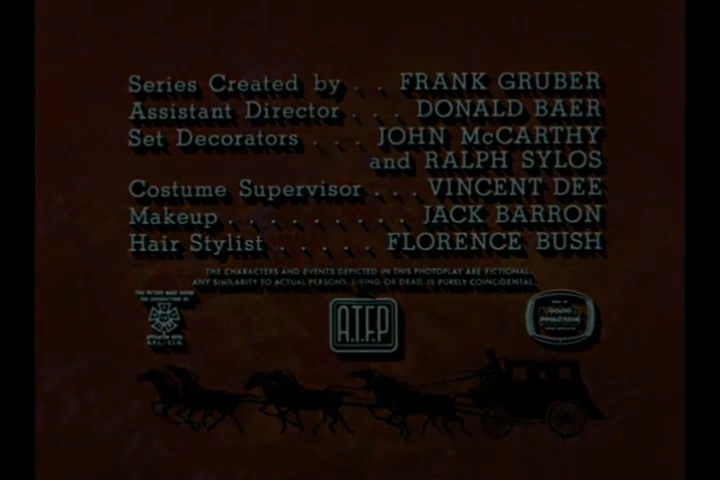 Series Created by . . FRANK GRUBER
Assistant Director . . . DONALD BAER
Set Decorators . . . JOHN McCARTHY
and RALPH SYLOS
Costume Supervisor . . . VINCENT DEE
Makeup . . . . . . . . . JACK BARRON
Hair Stylist . . . . . FLORENCE BUSH
THE CHARACTERS AND EVENTS DEPICTED IN THIS PHOTOPLAY ARE FICTIONAL.
ANY SIMILARITY TO ACTUAL PERSONS, LIVING OR DEAD, IS PURELY COINCIDENTAL.
A.T.F.P.